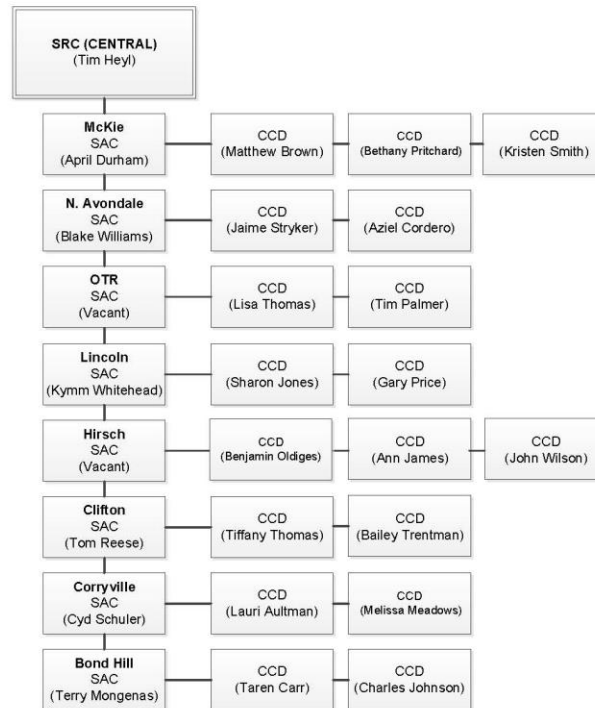 SRC (CENTRAL)
(Tim Heyl)
McKie
SAC
(April Durham)
CCD
(Matthew Brown)
CCD
(Bethany Pritchard)
CCD
(Kristen Smith)
N. Avondale
SAC
(Blake Williams)
CCD
(Jaime Stryker)
CCD
(Aziel Cordero)
OTR
SAC
(Vacant)
CCD
(Lisa Thomas)
CCD
(Tim Palmer)
Lincoln
SAC
(Kymm Whitehead)
CCD
(Sharon Jones)
CCD
(Gary Price)
Hirsch
SAC
(Vacant)
CCD
(Benjamin Oldiges)
CCD
(Ann James)
CCD
(John Wilson)
Clifton
SAC
(Tom Reese)
CCD
(Tiffany Thomas)
CCD
(Bailey Trentman)
Corryville
SAC
(Cyd Schuler)
CCD
(Lauri Aultman)
CCD
(Melissa Meadows)
Bond Hill
SAC
(Terry Mongenas)
CCD
(Taren Carr)
CCD
(Charles Johnson)